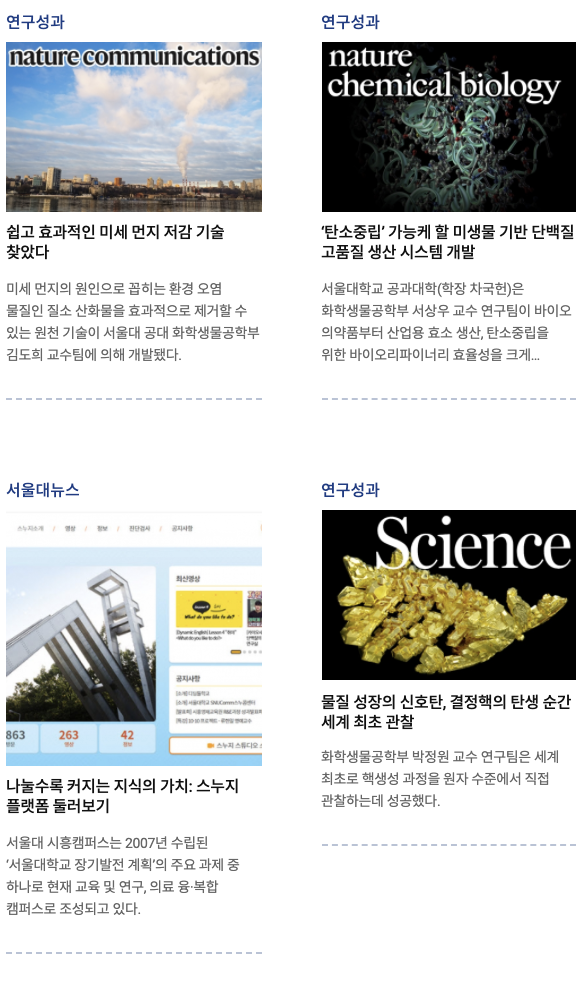 연구성과
nature communications
쉽고 효과적인 미세 먼지 저감 기술
찾았다
미세 먼지의 원인으로 꼽히는 환경 오염
물질인 질소 산화물을 효과적으로 제거할 수
있는 원천 기술이 서울대 공대 화학생물공학부
김도희 교수팀에 의해 개발됐다.
연구성과
nature
chemical biology
‘탄소중립’ 가능케 할 미생물 기반 단백질
고품질 생산 시스템 개발
서울대학교 공과대학(학장 차국헌)은
화학생물공학부 서상우 교수 연구팀이 바이오
의약품부터 산업용 효소 생산, 탄소중립을
위한 바이오리파이너리 효율성을 크게...
서울대뉴스
스누지소개 / 영상 / 정보 / 진단검사 / 공지사항
최신영상
What do you like to do?
공지사항
863
263
영상
42
정보
스누지 스튜디오
나눌수록 커지는 지식의 가치: 스누지
플랫폼 둘러보기
서울대 시흥캠퍼스는 2007년 수립된
‘서울대학교 장기발전 계획’의 주요 과제 중
하나로 현재 교육 및 연구, 의료 융·복합
캠퍼스로 조성되고 있다.
연구성과
Science
물질 성장의 신호탄, 결정핵의 탄생 순간
세계 최초 관찰
화학생물공학부 박정원 교수 연구팀은 세계
최초로 핵생성 과정을 원자 수준에서 직접
관찰하는데 성공했다.